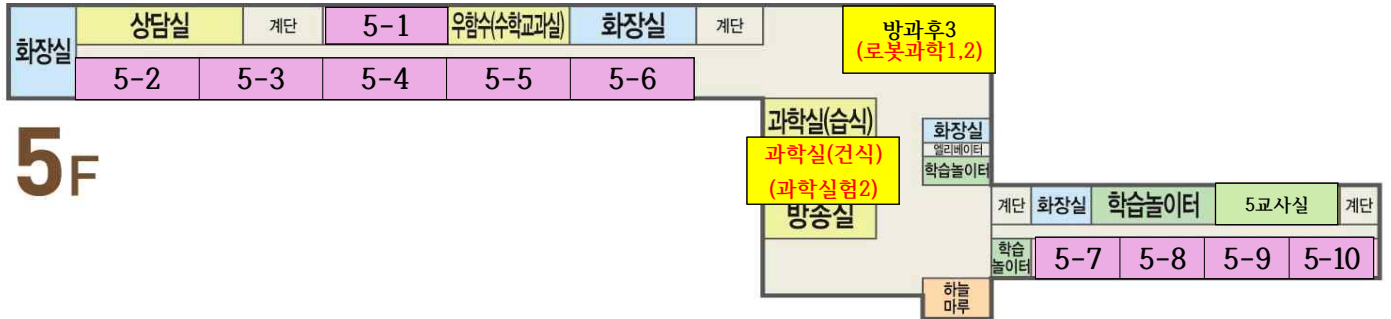 화장실
상담실
계단
5-1
우함수(수학교과실)
화장실
계단
방과후3
(로봇과학1,2)
5-2
5-3
5-4
5-5
5-6
5F
과학실(습식)
과학실(건식)
(과학실험2)
방송실
화장실
엘리베이터
학습놀이터
계단
화장실
학습놀이터
5교사실
계단
학습
놀이터
5-7
5-8
5-9
5-10
하늘
마루